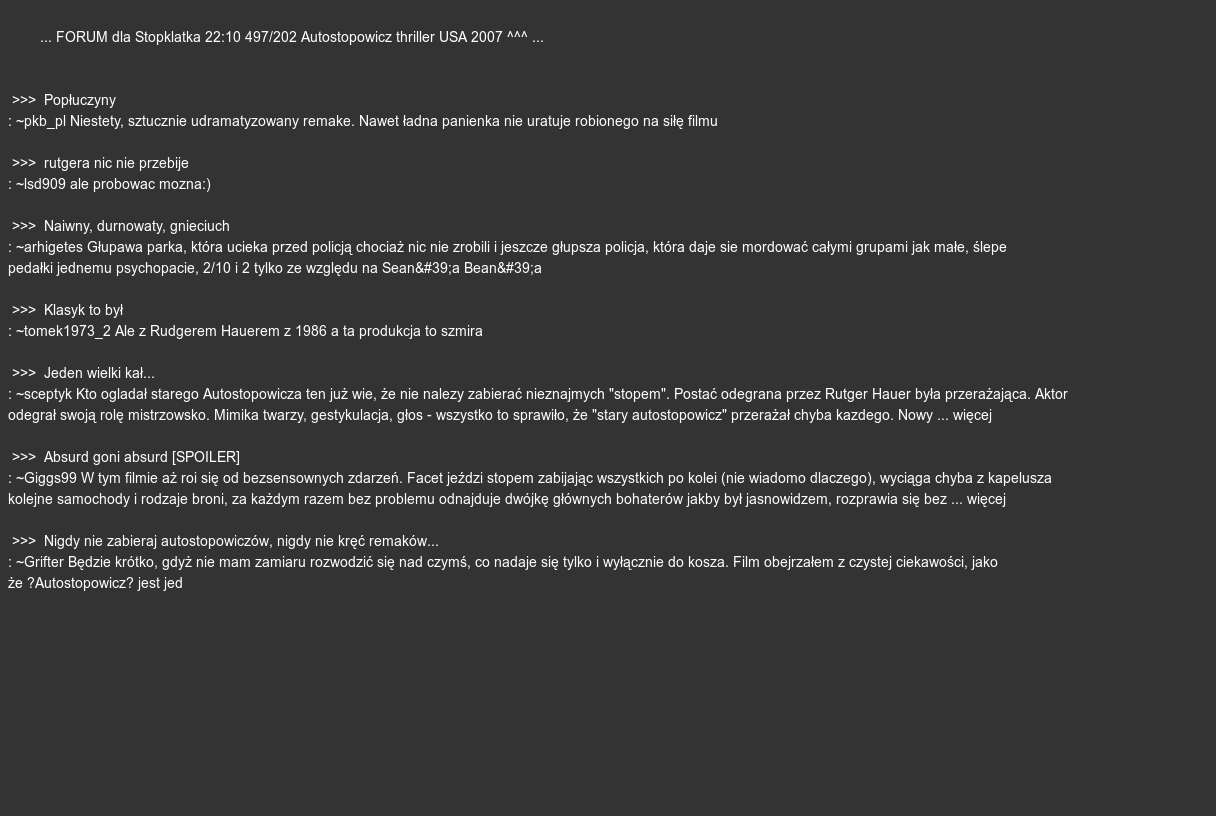 ... FORUM dla Stopklatka 22:10 497/202 Autostopowicz thriller USA 2007 ^^^ ...
>>> Popłuczyny
: ~pkb_pl Niestety, sztucznie udramatyzowany remake. Nawet ładna panienka nie uratuje robionego na siłę filmu
>>> rutgera nic nie przebije
: ~lsd909 ale probowac mozna:)
>>> Naiwny, durnowaty, gnieciuch
: ~arhigetes Głupawa parka, która ucieka przed policją chociaż nic nie zrobili i jeszcze głupsza policja, która daje sie mordować całymi grupami jak małe, ślepe
pedałki jednemu psychopacie, 2/10 i 2 tylko ze względu na Sean&#39;a Bean&#39;a
>>> Klasyk to był
: ~tomek1973_2 Ale z Rudgerem Hauerem z 1986 a ta produkcja to szmira
>>> Jeden wielki kał...
: ~sceptyk Kto ogladał starego Autostopowicza ten już wie, że nie nalezy zabierać nieznajmych "stopem". Postać odegrana przez Rutger Hauer była przerażająca. Aktor
odegrał swoją rolę mistrzowsko. Mimika twarzy, gestykulacja, głos - wszystko to sprawiło, że "stary autostopowicz" przerażał chyba kazdego. Nowy ... więcej
>>> Absurd goni absurd [SPOILER]
: ~Giggs99 W tym filmie aż roi się od bezsensownych zdarzeń. Facet jeździ stopem zabijając wszystkich po kolei (nie wiadomo dlaczego), wyciąga chyba z kapelusza
kolejne samochody i rodzaje broni, za każdym razem bez problemu odnajduje dwójkę głównych bohaterów jakby był jasnowidzem, rozprawia się bez ... więcej
>>> Nigdy nie zabieraj autostopowiczów, nigdy nie kręć remaków...
: ~Grifter Będzie krótko, gdyż nie mam zamiaru rozwodzić się nad czymś, co nadaje się tylko i wyłącznie do kosza. Film obejrzałem z czystej ciekawości, jako
że ?Autostopowicz? jest jed